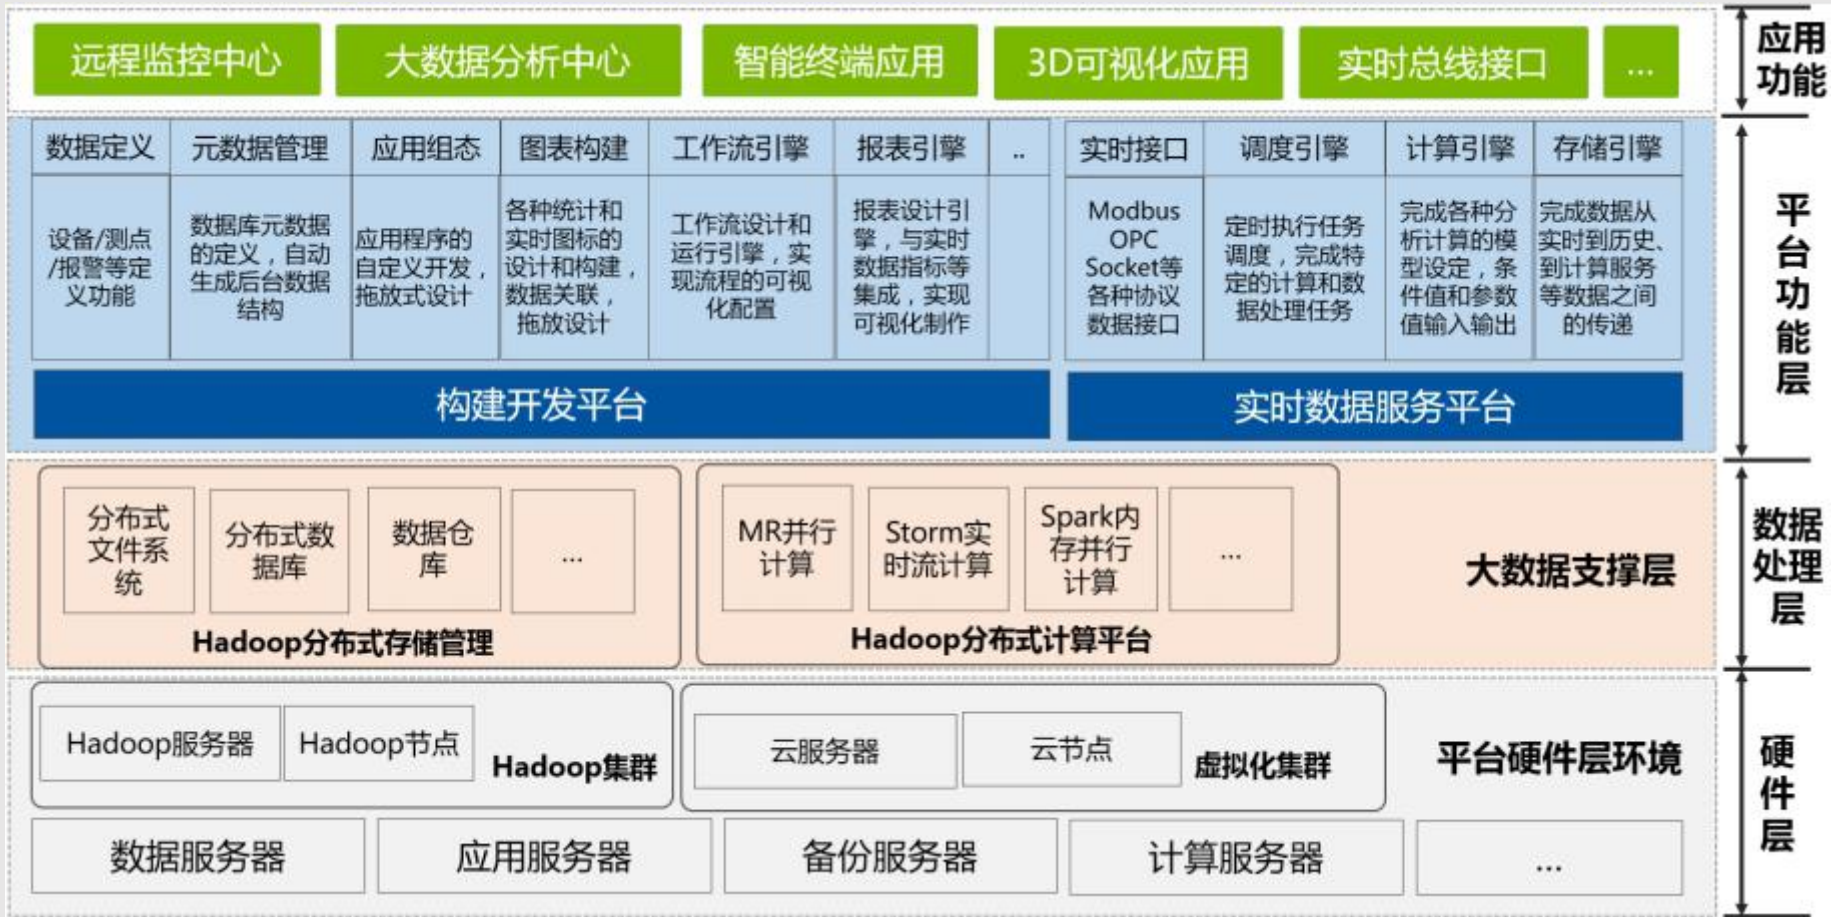 远程监控中心
大数据分析中心
智能终端应用
3D可视化应用
实时总线接口
...
应用
功能
数据定义
元数据管理
应用组态
图表构建
工作流引擎
报表引擎
..
实时接口
调度引擎
计算引擎
存储引擎
设备/测点
/报警等定
义功能
数据库元数据
的定义，自动
生成后台数据
结构
应用程序的
自定义开发，
拖放式设计
各种统计和
实时图标的
设计和构建，
数据关联，
拖放设计
工作流设计和
运行引擎，实
现流程的可视
化配置
报表设计引
擎，与实时
数据指标等
集成，实现
可视化制作
Modbus
OPC
Socket等
各种协议
数据接口
定时执行任务
调度，完成特
定的计算和数
据处理任务
完成各种分
析计算的模
型设定，条
件值和参数
值输入输出
完成数据从
实时到历史、
到计算服务
等数据之间
的传递
构建开发平台
实时数据服务平台
平
台
功
能
层
分布式
文件系
统
分布式数
据库
数据仓
库
...
Hadoop分布式存储管理
MR并行
计算
Storm实
时流计算
Spark内
存并行
计算
...
Hadoop分布式计算平台
大数据支撑层
数据
处理
层
Hadoop服务器
Hadoop节点
Hadoop集群
云服务器
云节点
虚拟化集群
平台硬件层环境
数据服务器
应用服务器
备份服务器
计算服务器
...
硬
件
层